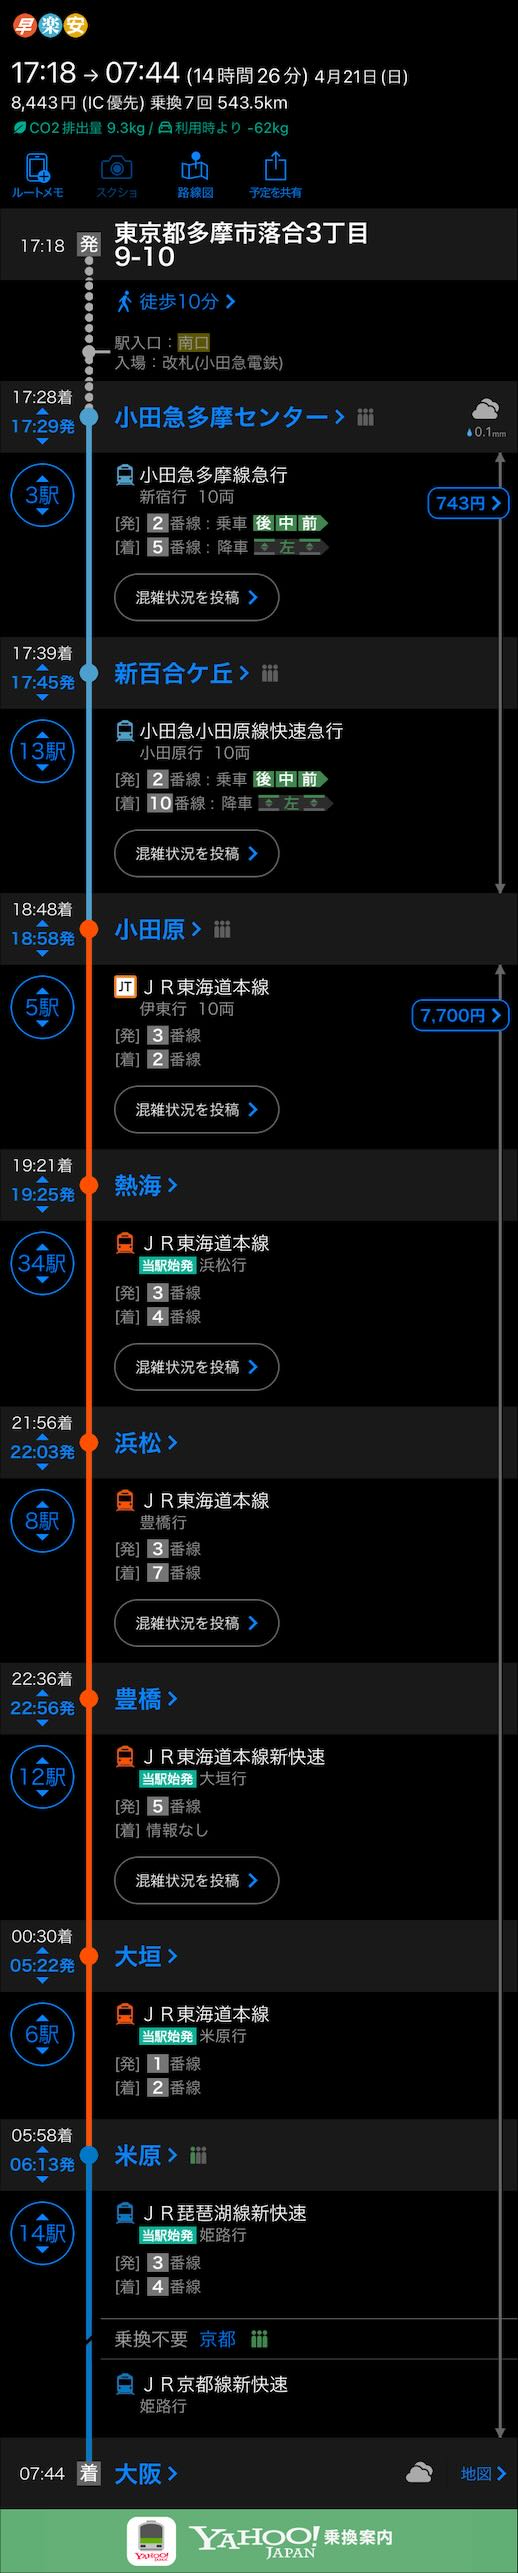 早楽安
17:18 → 07:44 (14時間26分) 4月21日(日)
8,443円 (IC優先) 乗換7回 543.5km
CO2排出量 9.3kg / 利用時より -62kg
ルートメモ スクショ 路線図 予定を共有
17:18 発 東京都多摩市落合3丁目
9-10
徒歩10分
駅入口：南口
入場：改札(小田急電鉄)
17:28着
17:29発 小田急多摩センター 0.1mm
3駅 小田急多摩線急行
新宿行 10両
743円
[発] 2 番線：乗車 後 中 前
[着] 5 番線：降車 左
混雑状況を投稿
17:39着
17:45発 新百合ケ丘
13駅 小田急小田原線快速急行
小田原行 10両
[発] 2 番線：乗車 後 中 前
[着] 10 番線：降車 左
混雑状況を投稿
18:48着
18:58発 小田原
5駅 JT ＪＲ東海道本線
伊東行 10両
7,700円
[発] 3 番線
[着] 2 番線
混雑状況を投稿
19:21着
19:25発 熱海
34駅 ＪＲ東海道本線
当駅始発 浜松行
[発] 3 番線
[着] 4 番線
混雑状況を投稿
21:56着
22:03発 浜松
8駅 ＪＲ東海道本線
豊橋行
[発] 3 番線
[着] 7 番線
混雑状況を投稿
22:36着
22:56発 豊橋
12駅 ＪＲ東海道本線新快速
当駅始発 大垣行
[発] 5 番線
[着] 情報なし
混雑状況を投稿
00:30着
05:22発 大垣
6駅 ＪＲ東海道本線
当駅始発 米原行
[発] 1 番線
[着] 2 番線
05:58着
06:13発 米原
14駅 ＪＲ琵琶湖線新快速
当駅始発 姫路行
[発] 3 番線
[着] 4 番線
乗換不要 京都
ＪＲ京都線新快速
姫路行
07:44 着 大阪 地図
YAHOO! JAPAN 乗換案内